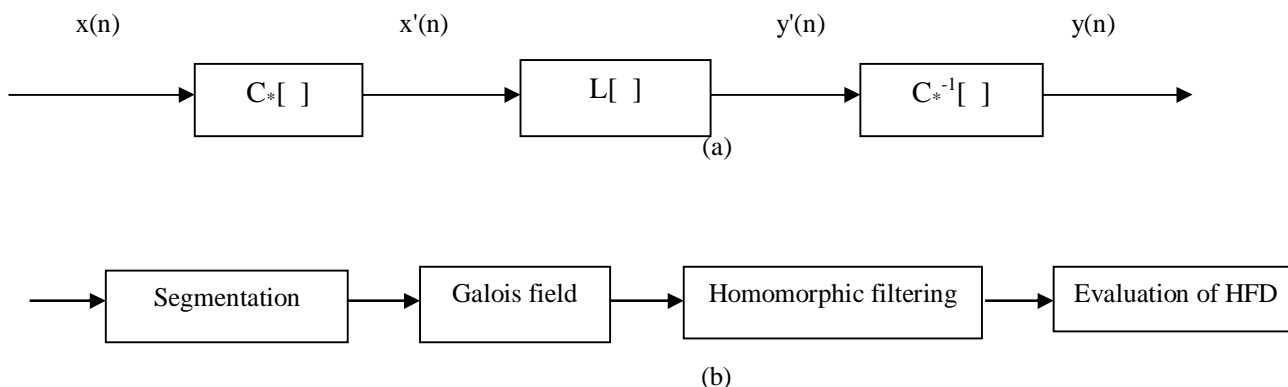 x(n) x'(n) y'(n) y(n)
C*[ ] L[ ] C*⁻¹[ ]
(a)
Segmentation Galois field Homomorphic filtering Evaluation of HFD
(b)